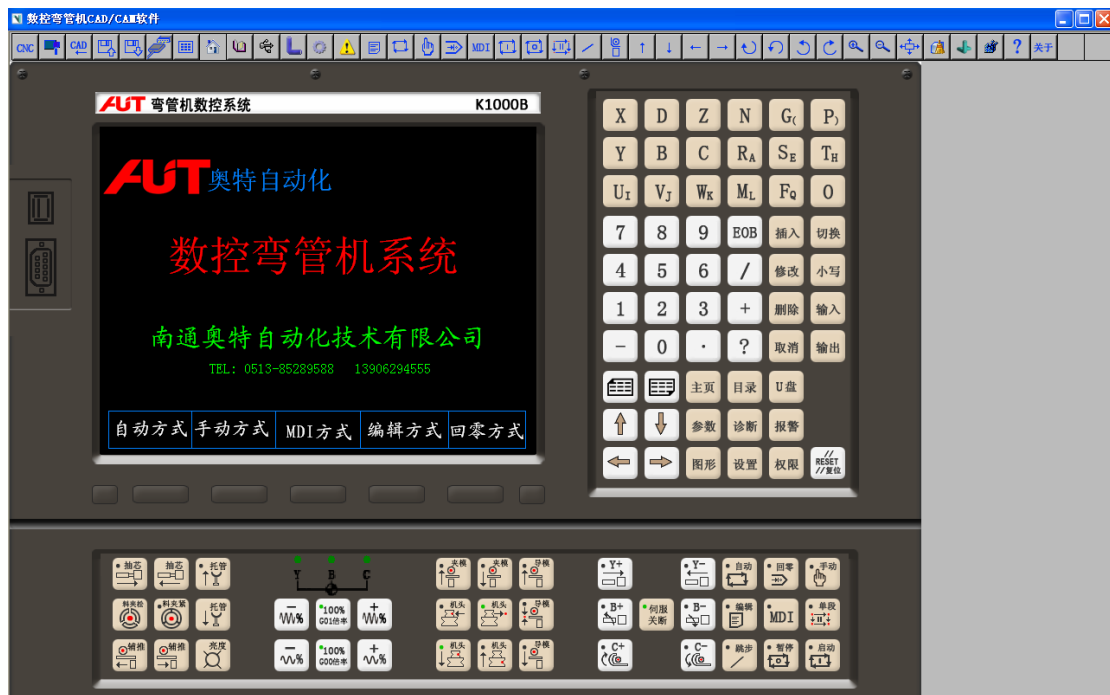 数控弯管机CAD/CAM软件
CNC CAD MDI ? 关于
AUT 弯管机数控系统 K1000B
AUT 奥特自动化
数控弯管机系统
南通奥特自动化技术有限公司
TEL: 0513-85289588 13906294555
自动方式 手动方式 MDI方式 编辑方式 回零方式
X D Z N G( P)
Y B C RA SE TH
UI VJ WK ML FQ O
7 8 9 EOB 插入 切换
4 5 6 / 修改 小写
1 2 3 + 删除 输入
- 0 · ? 取消 输出
主页 目录 U盘
参数 诊断 报警
图形 设置 权限 // RESET //复位
抽芯 抽芯 托管 Y B C 夹模 夹模 导模 Y+ Y- 自动 回零 手动
料夹松 料夹紧 托管 -% 100% G01倍率 +% 机头 机头 导模 B+ 伺服关断 B- 编辑 MDI 单段
辅推 辅推 亮度 -% 100% G00倍率 +% 机头 机头 导模 C+ C- 跳步 暂停 启动